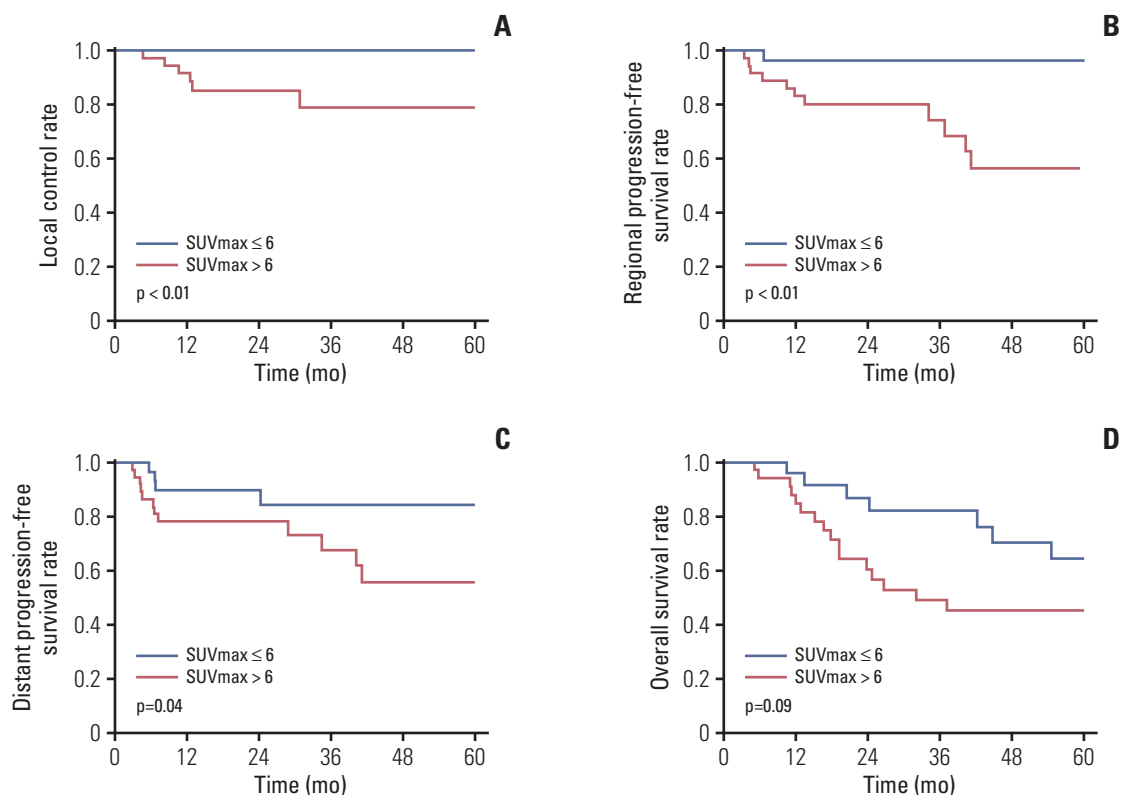 A
Local control rate
1.0
0.8
0.6
0.4
0.2
0
SUVmax ≤ 6
SUVmax > 6
p < 0.01
0 12 24 36 48 60
Time (mo)
B
Regional progression-free
survival rate
1.0
0.8
0.6
0.4
0.2
0
SUVmax ≤ 6
SUVmax > 6
p < 0.01
0 12 24 36 48 60
Time (mo)
C
Distant progression-free
survival rate
1.0
0.8
0.6
0.4
0.2
0
SUVmax ≤ 6
SUVmax > 6
p=0.04
0 12 24 36 48 60
Time (mo)
D
Overall survival rate
1.0
0.8
0.6
0.4
0.2
0
SUVmax ≤ 6
SUVmax > 6
p=0.09
0 12 24 36 48 60
Time (mo)